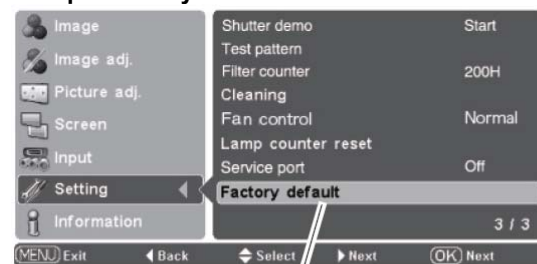 Image
Image adj.
Picture adj.
Screen
Input
Setting
Information
Shutter demo Start
Test pattern
Filter counter 200H
Cleaning
Fan control Normal
Lamp counter reset
Service port Off
Factory default
3 / 3
MENU Exit Back Select Next OK Next